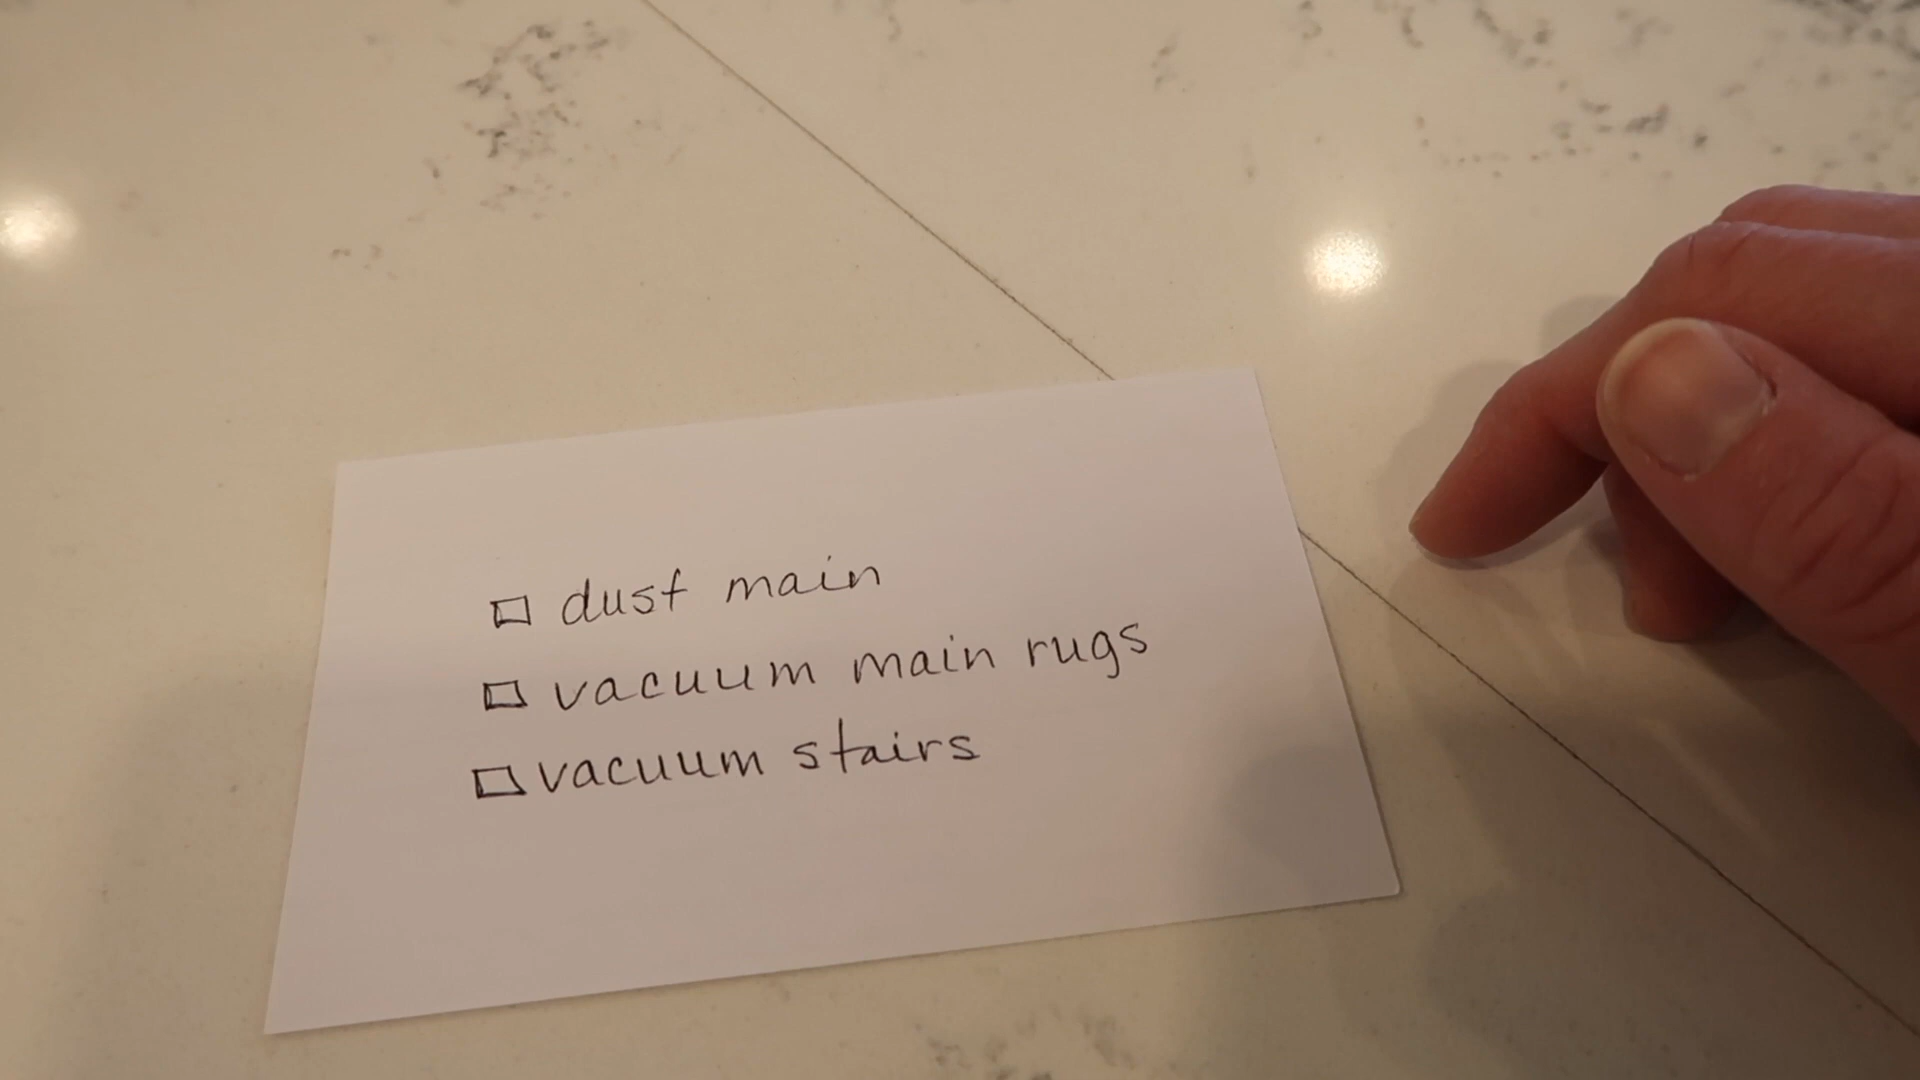 ☐ dust main
☐ vacuum main rugs
☐ vacuum stairs